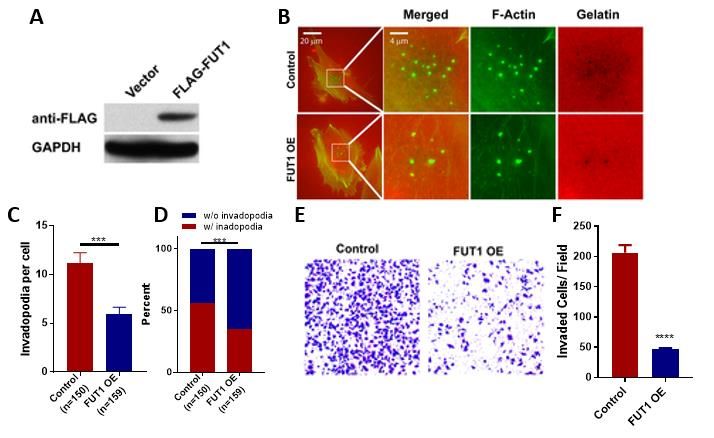 A
Vector
FLAG-FUT1
anti-FLAG
GAPDH
B
Merged
F-Actin
Gelatin
20 μm
4 μm
Control
FUT1 OE
C
15
10
5
0
Invadopodia per cell
***
Control
(n=150)
FUT1 OE
(n=159)
D
w/o invadopodia
w/ inadopodia
***
100
50
0
Percent
Control
(n=150)
FUT1 OE
(n=159)
E
Control
FUT1 OE
F
250
200
150
100
50
0
Invaded Cells/ Field
****
Control
FUT1 OE